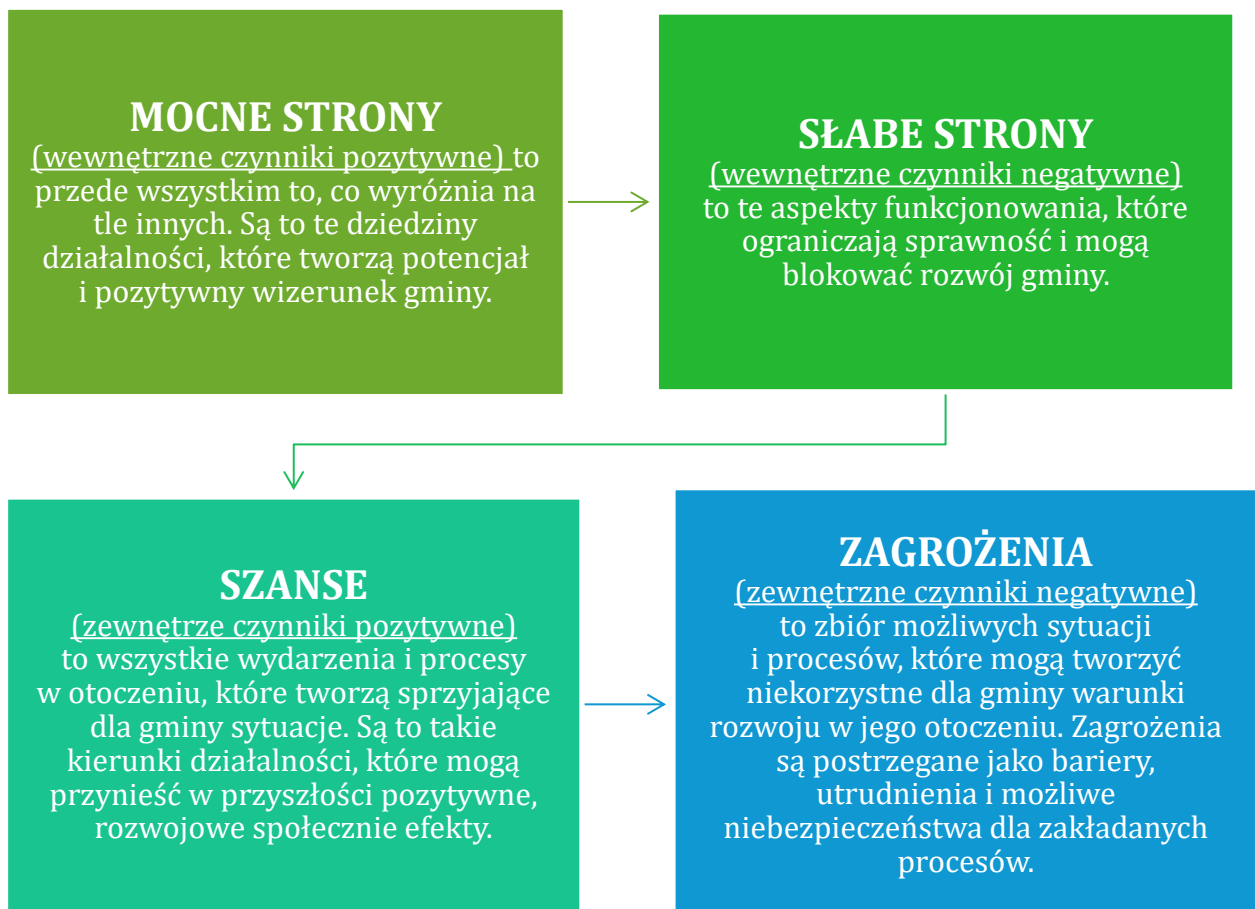 MOCNE STRONY
(wewnętrzne czynniki pozytywne) to
przede wszystkim to, co wyróżnia na
tle innych. Są to te dziedziny
działalności, które tworzą potencjał
i pozytywny wizerunek gminy.
SŁABE STRONY
(wewnętrzne czynniki negatywne)
to te aspekty funkcjonowania, które
ograniczają sprawność i mogą
blokować rozwój gminy.
SZANSE
(zewnętrze czynniki pozytywne)
to wszystkie wydarzenia i procesy
w otoczeniu, które tworzą sprzyjające
dla gminy sytuacje. Są to takie
kierunki działalności, które mogą
przynieść w przyszłości pozytywne,
rozwojowe społecznie efekty.
ZAGROŻENIA
(zewnętrzne czynniki negatywne)
to zbiór możliwych sytuacji
i procesów, które mogą tworzyć
niekorzystne dla gminy warunki
rozwoju w jego otoczeniu. Zagrożenia
są postrzegane jako bariery,
utrudnienia i możliwe
niebezpieczeństwa dla zakładanych
procesów.